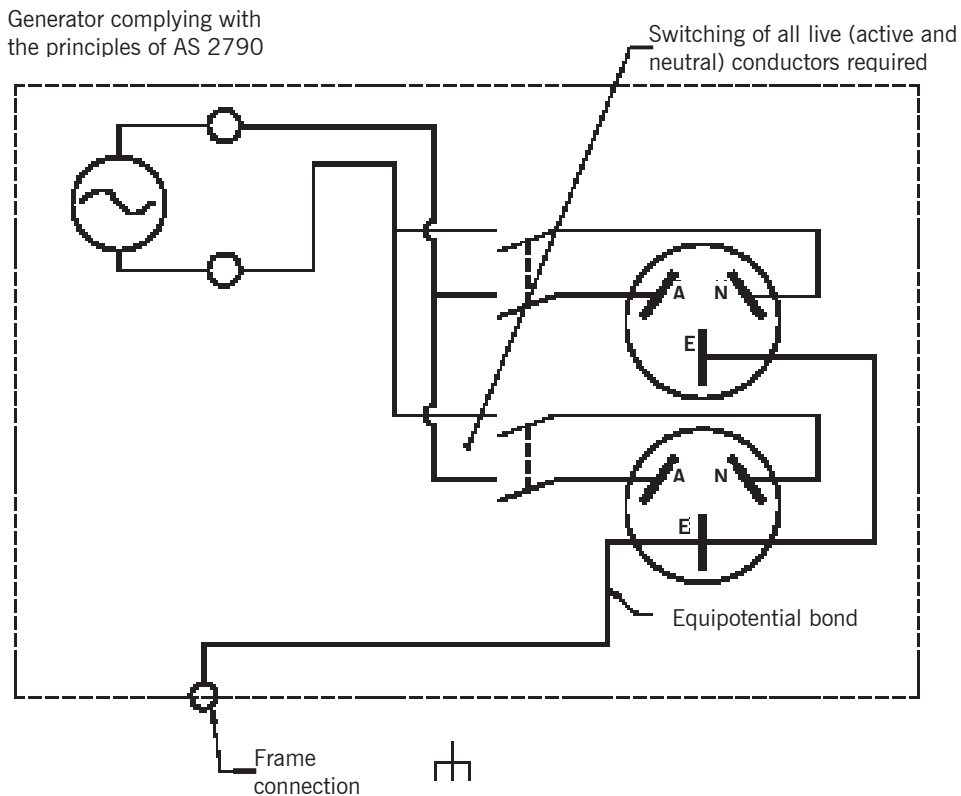 Generator complying with
the principles of AS 2790
Switching of all live (active and
neutral) conductors required
A N
E
A N
E
Equipotential bond
Frame
connection